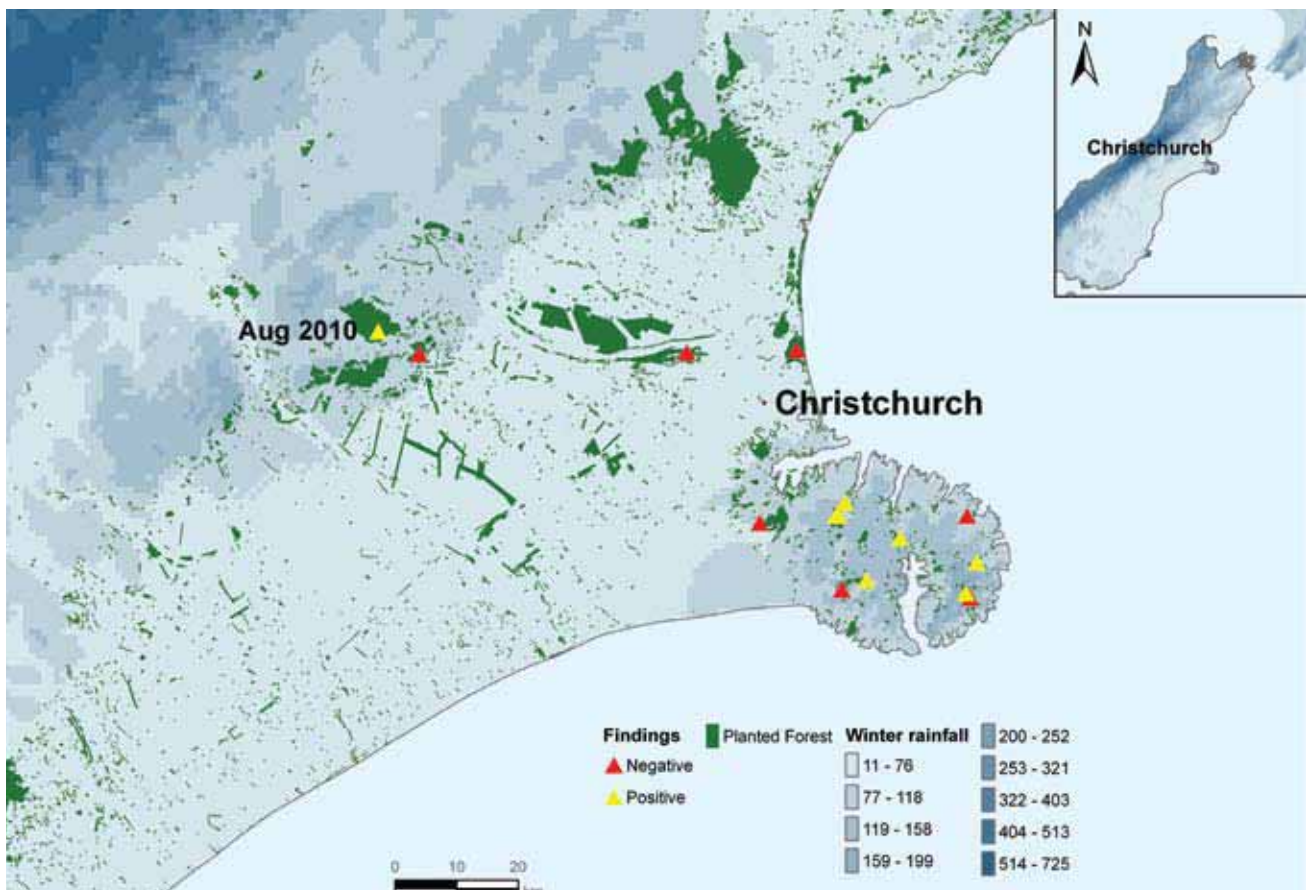 N
Christchurch
Aug 2010
Christchurch
Findings
Negative
Positive
Planted Forest
Winter rainfall
11 - 76
77 - 118
119 - 158
159 - 199
200 - 252
253 - 321
322 - 403
404 - 513
514 - 725
0 10 20